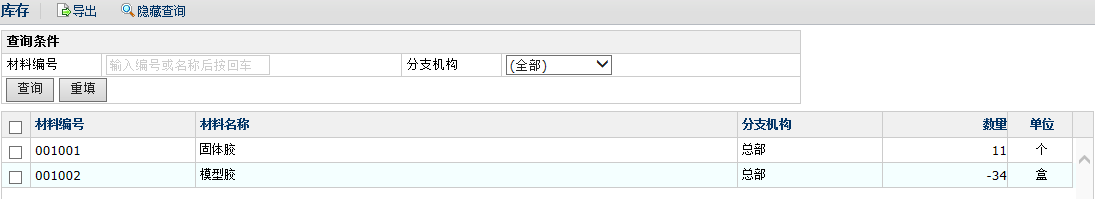 库存 导出 隐藏查询
查询条件
材料编号 输入编号或名称后按回车 分支机构 (全部)
查询 重填
材料编号 材料名称 分支机构 数量 单位
001001 固体胶 总部 11 个
001002 模型胶 总部 -34 盒